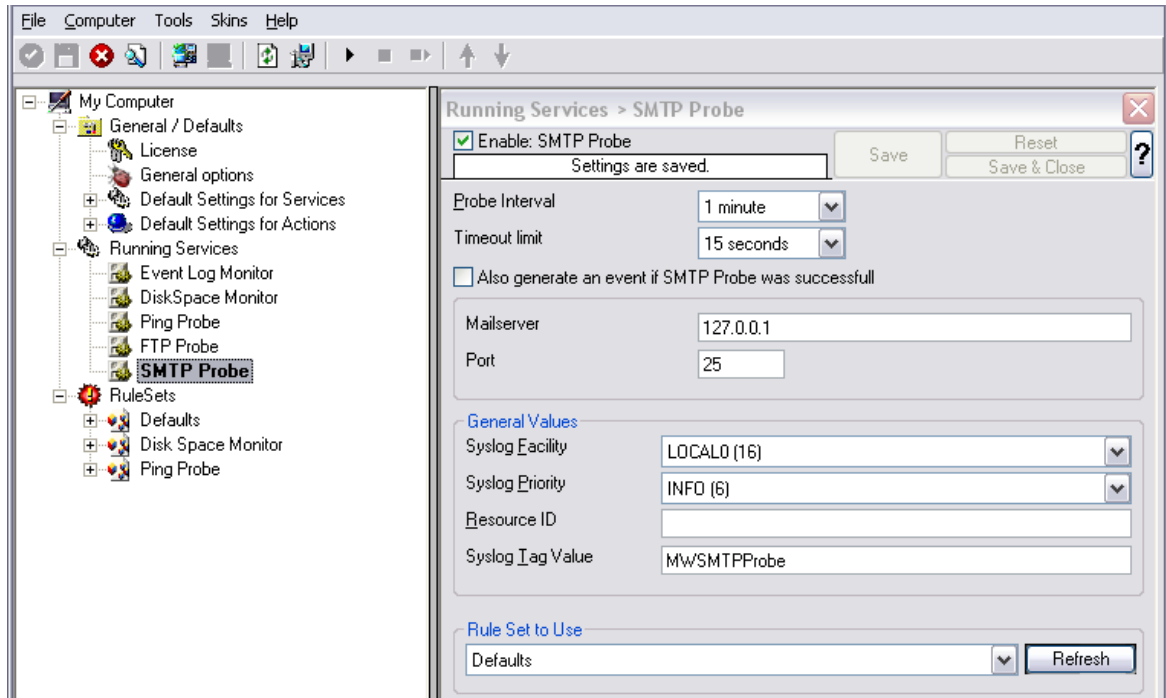 File Computer Tools Skins Help
My Computer
General / Defaults
License
General options
Default Settings for Services
Default Settings for Actions
Running Services
Event Log Monitor
DiskSpace Monitor
Ping Probe
FTP Probe
SMTP Probe
RuleSets
Defaults
Disk Space Monitor
Ping Probe
Running Services > SMTP Probe
Enable: SMTP Probe
Settings are saved.
Save
Reset
Save & Close
?
Probe Interval
1 minute
Timeout limit
15 seconds
Also generate an event if SMTP Probe was successfull
Mailserver
127.0.0.1
Port
25
General Values
Syslog Facility
LOCAL0 (16)
Syslog Priority
INFO (6)
Resource ID
Syslog Tag Value
MWSMTPProbe
Rule Set to Use
Defaults
Refresh